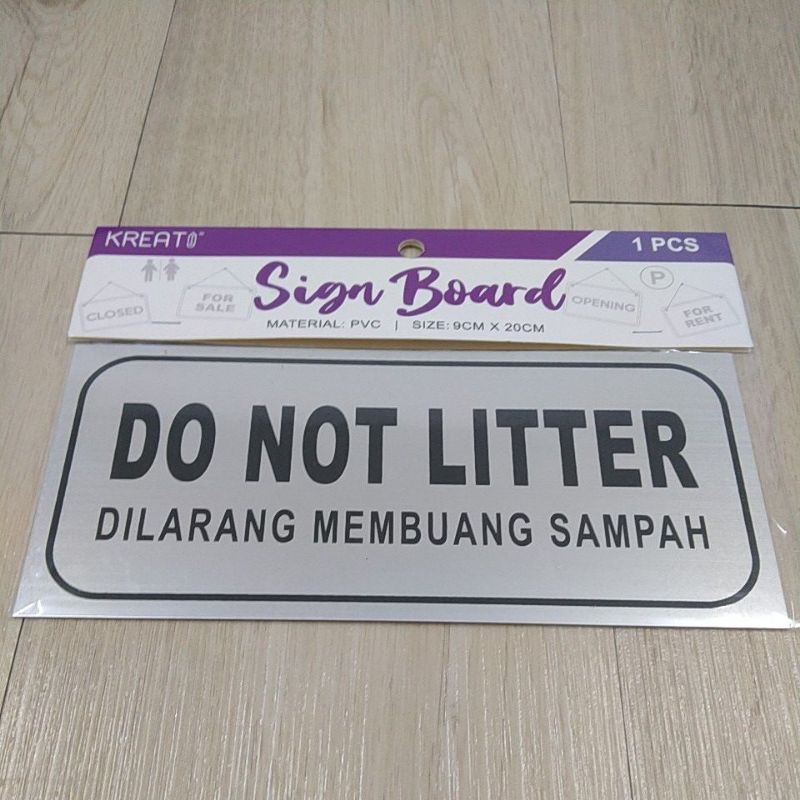 KREATO
1 PCS
Sign Board
CLOSED
FOR SALE
OPENING
P
FOR RENT
MATERIAL: PVC | SIZE: 9CM X 20CM
DO NOT LITTER
DILARANG MEMBUANG SAMPAH